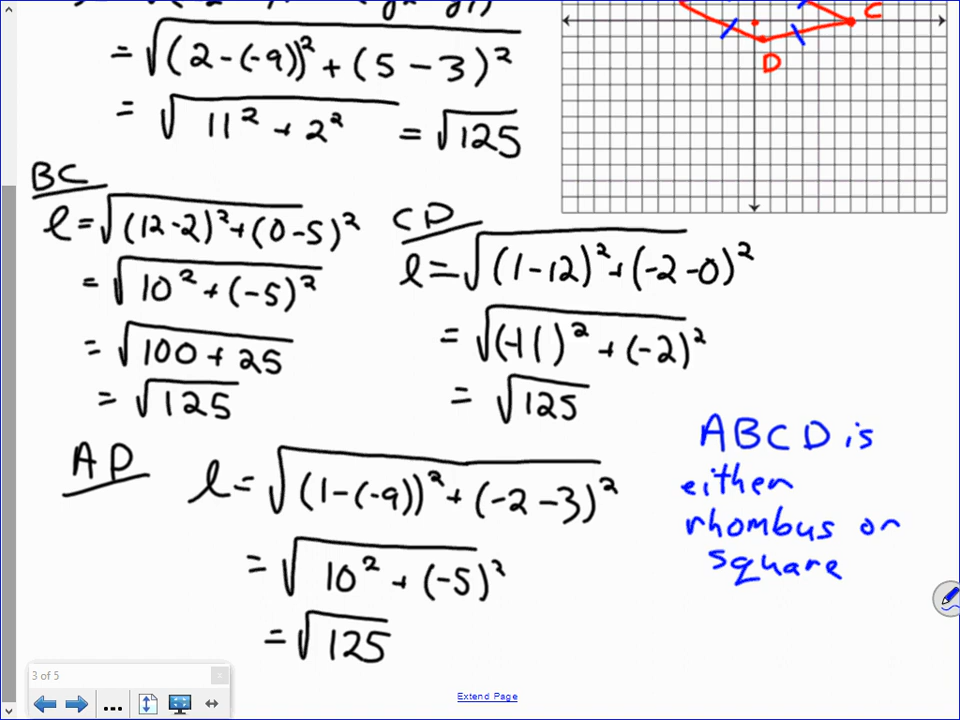 = √(2-(-9))² + (5-3)²
= √11² + 2² = √125
BC
l = √(12-2)² + (0-5)²
= √10² + (-5)²
= √100 + 25
= √125
CD
l = √(1-12)² + (-2-0)²
= √(-11)² + (-2)²
= √125
AD
l = √(1-(-9))² + (-2-3)²
= √10² + (-5)²
= √125
ABCD is
either
rhombus or
square
C
D
3 of 5
Extend Page